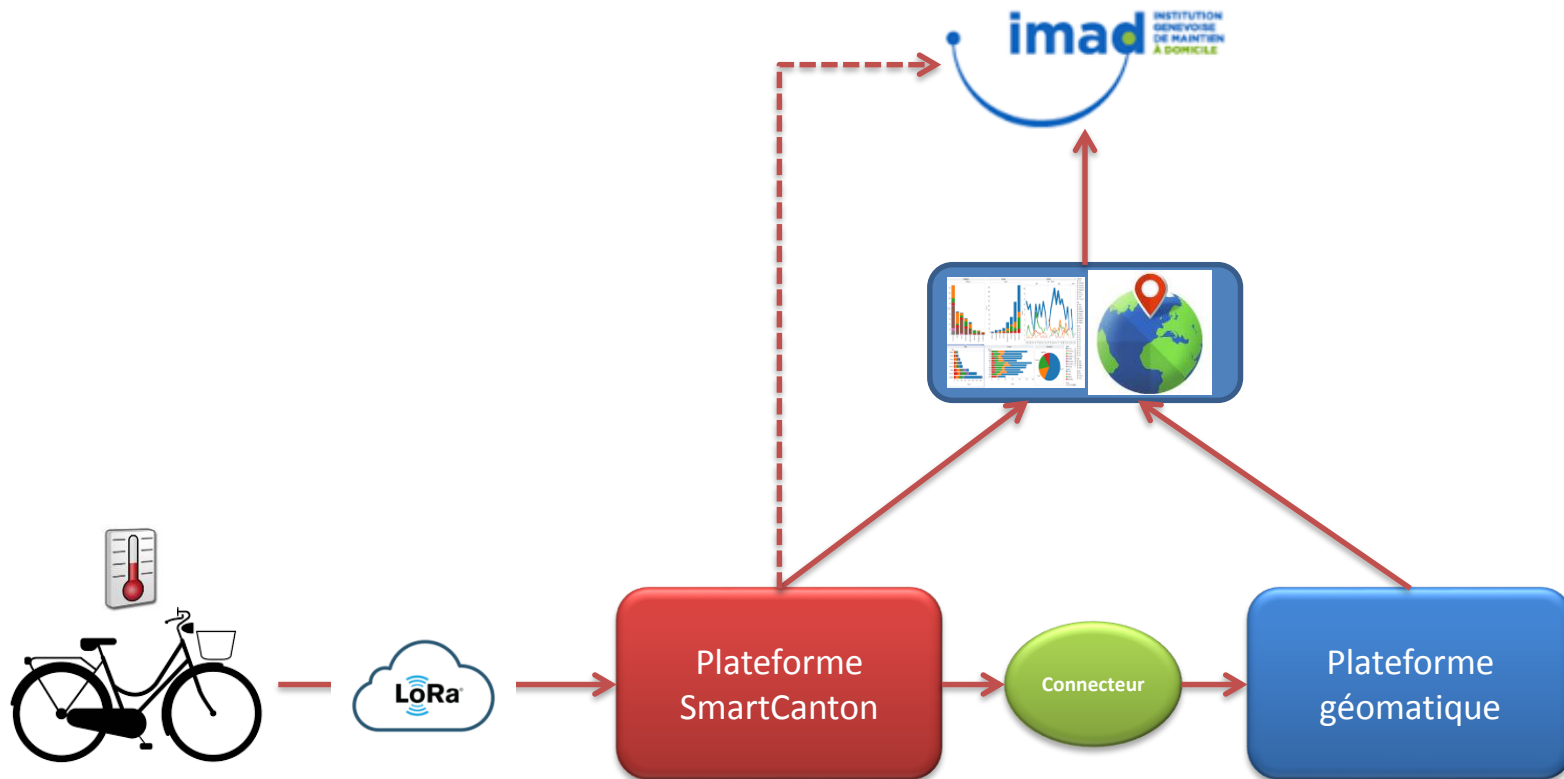 imad
INSTITUTION
GENEVOISE
DE MAINTIEN
À DOMICILE
LoRa
Plateforme
SmartCanton
Connecteur
Plateforme
géomatique